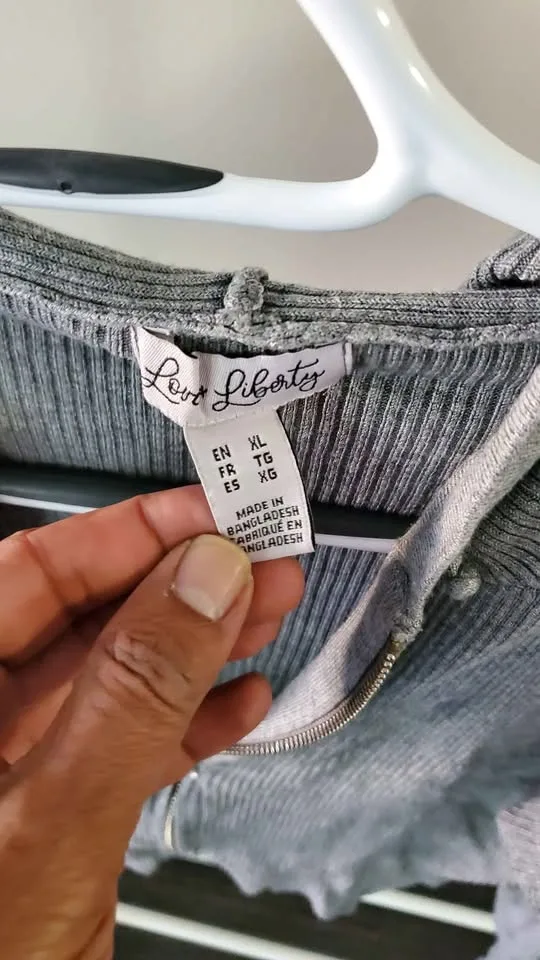 Love Liberty
EN XL
FR TG
ES XG
MADE IN
BANGLADESH
FABRIQUÉ EN
BANGLADESH